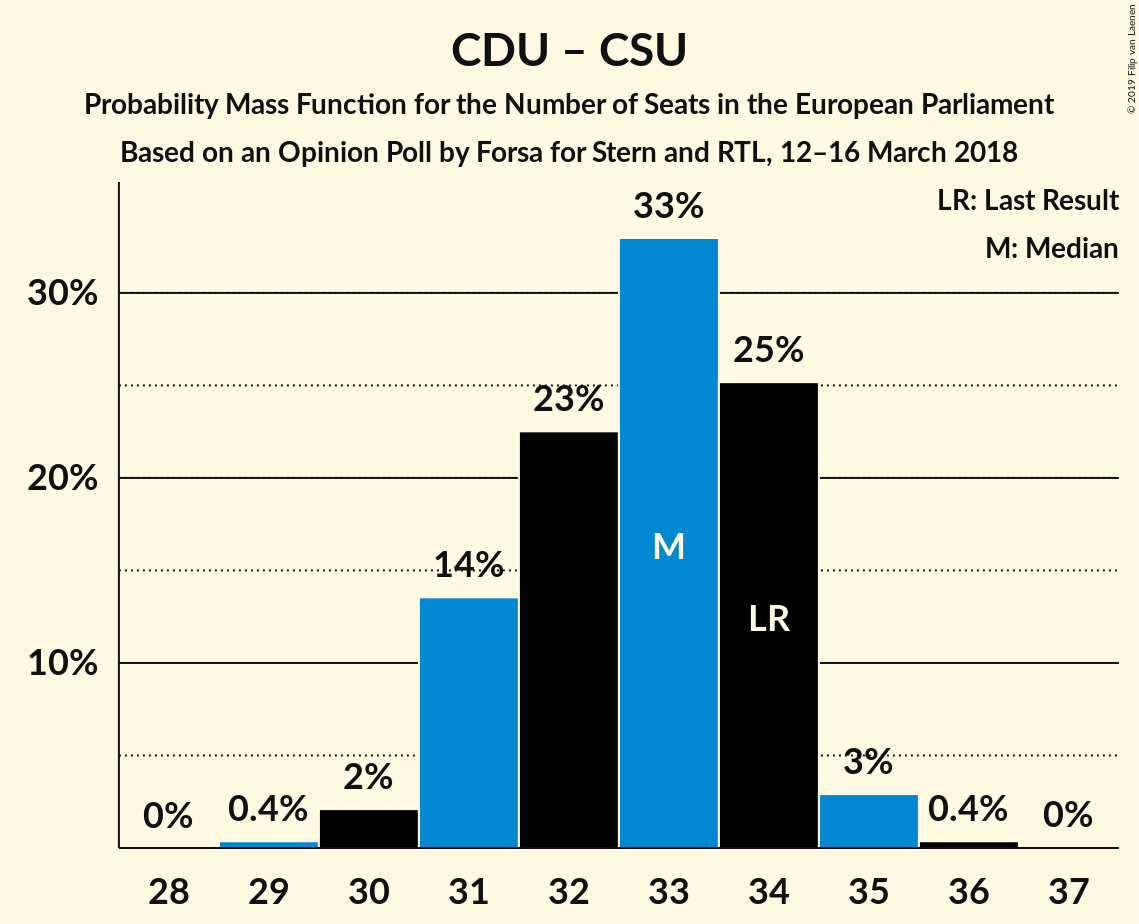 CDU – CSU
Probability Mass Function for the Number of Seats in the European Parliament
Based on an Opinion Poll by Forsa for Stern and RTL, 12–16 March 2018
© 2019 Filip van Laenen
LR: Last Result
M: Median
30%
20%
10%
0%
0.4%
2%
14%
23%
33%
25%
3%
0.4%
0%
M
LR
28 29 30 31 32 33 34 35 36 37